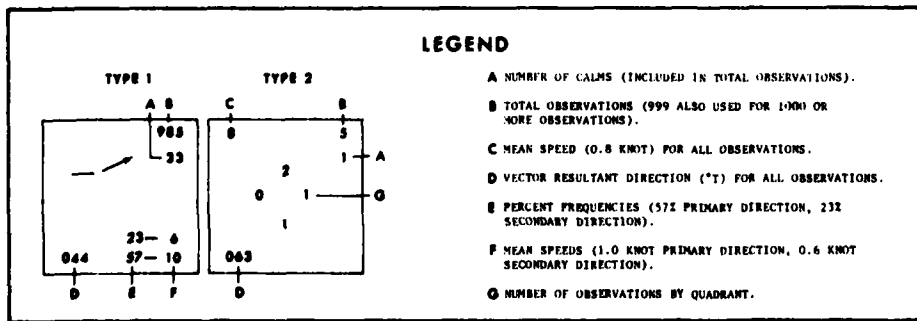 LEGEND
TYPE 1
TYPE 2
A B
985
33
23— 6
044 57— 10
D E F
C B
8 5
1 — A
2
0 1 — G
1
063
D
A NUMBER OF CALMS (INCLUDED IN TOTAL OBSERVATIONS).
B TOTAL OBSERVATIONS (999 ALSO USED FOR 1000 OR
MORE OBSERVATIONS).
C MEAN SPEED (0.8 KNOT) FOR ALL OBSERVATIONS.
D VECTOR RESULTANT DIRECTION (°T) FOR ALL OBSERVATIONS.
E PERCENT FREQUENCIES (57% PRIMARY DIRECTION, 23%
SECONDARY DIRECTION).
F MEAN SPEEDS (1.0 KNOT PRIMARY DIRECTION, 0.6 KNOT
SECONDARY DIRECTION).
G NUMBER OF OBSERVATIONS BY QUADRANT.